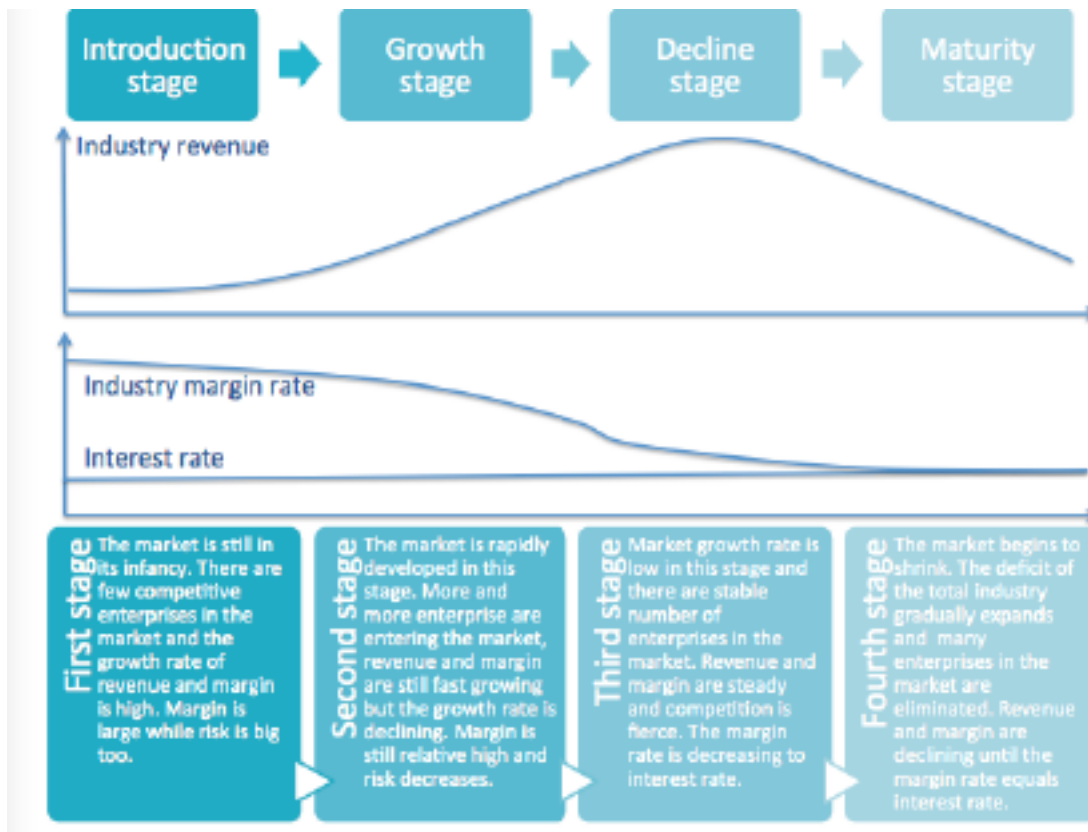 Introduction
stage
Growth
stage
Decline
stage
Maturity
stage
Industry revenue
Industry margin rate
Interest rate
First stage
The market is still in
its infancy. There are
few competitive
enterprises in the
market and the
growth rate of
revenue and margin
is high. Margin is
large while risk is big
too.
Second stage
The market is rapidly
developed in this
stage. More and
more enterprise are
entering the market,
revenue and margin
are still fast growing
but the growth rate is
declining. Margin is
still relative high and
risk decreases.
Third stage
Market growth rate is
low in this stage and
there are stable
number of
enterprises in the
market. Revenue and
margin are steady
and competition is
fierce. The margin
rate is decreasing to
interest rate.
Fourth stage
The market begins to
shrink. The deficit of
the total industry
gradually expands
and many
enterprises in the
market are
eliminated. Revenue
and margin are
declining until the
margin rate equals
interest rate.